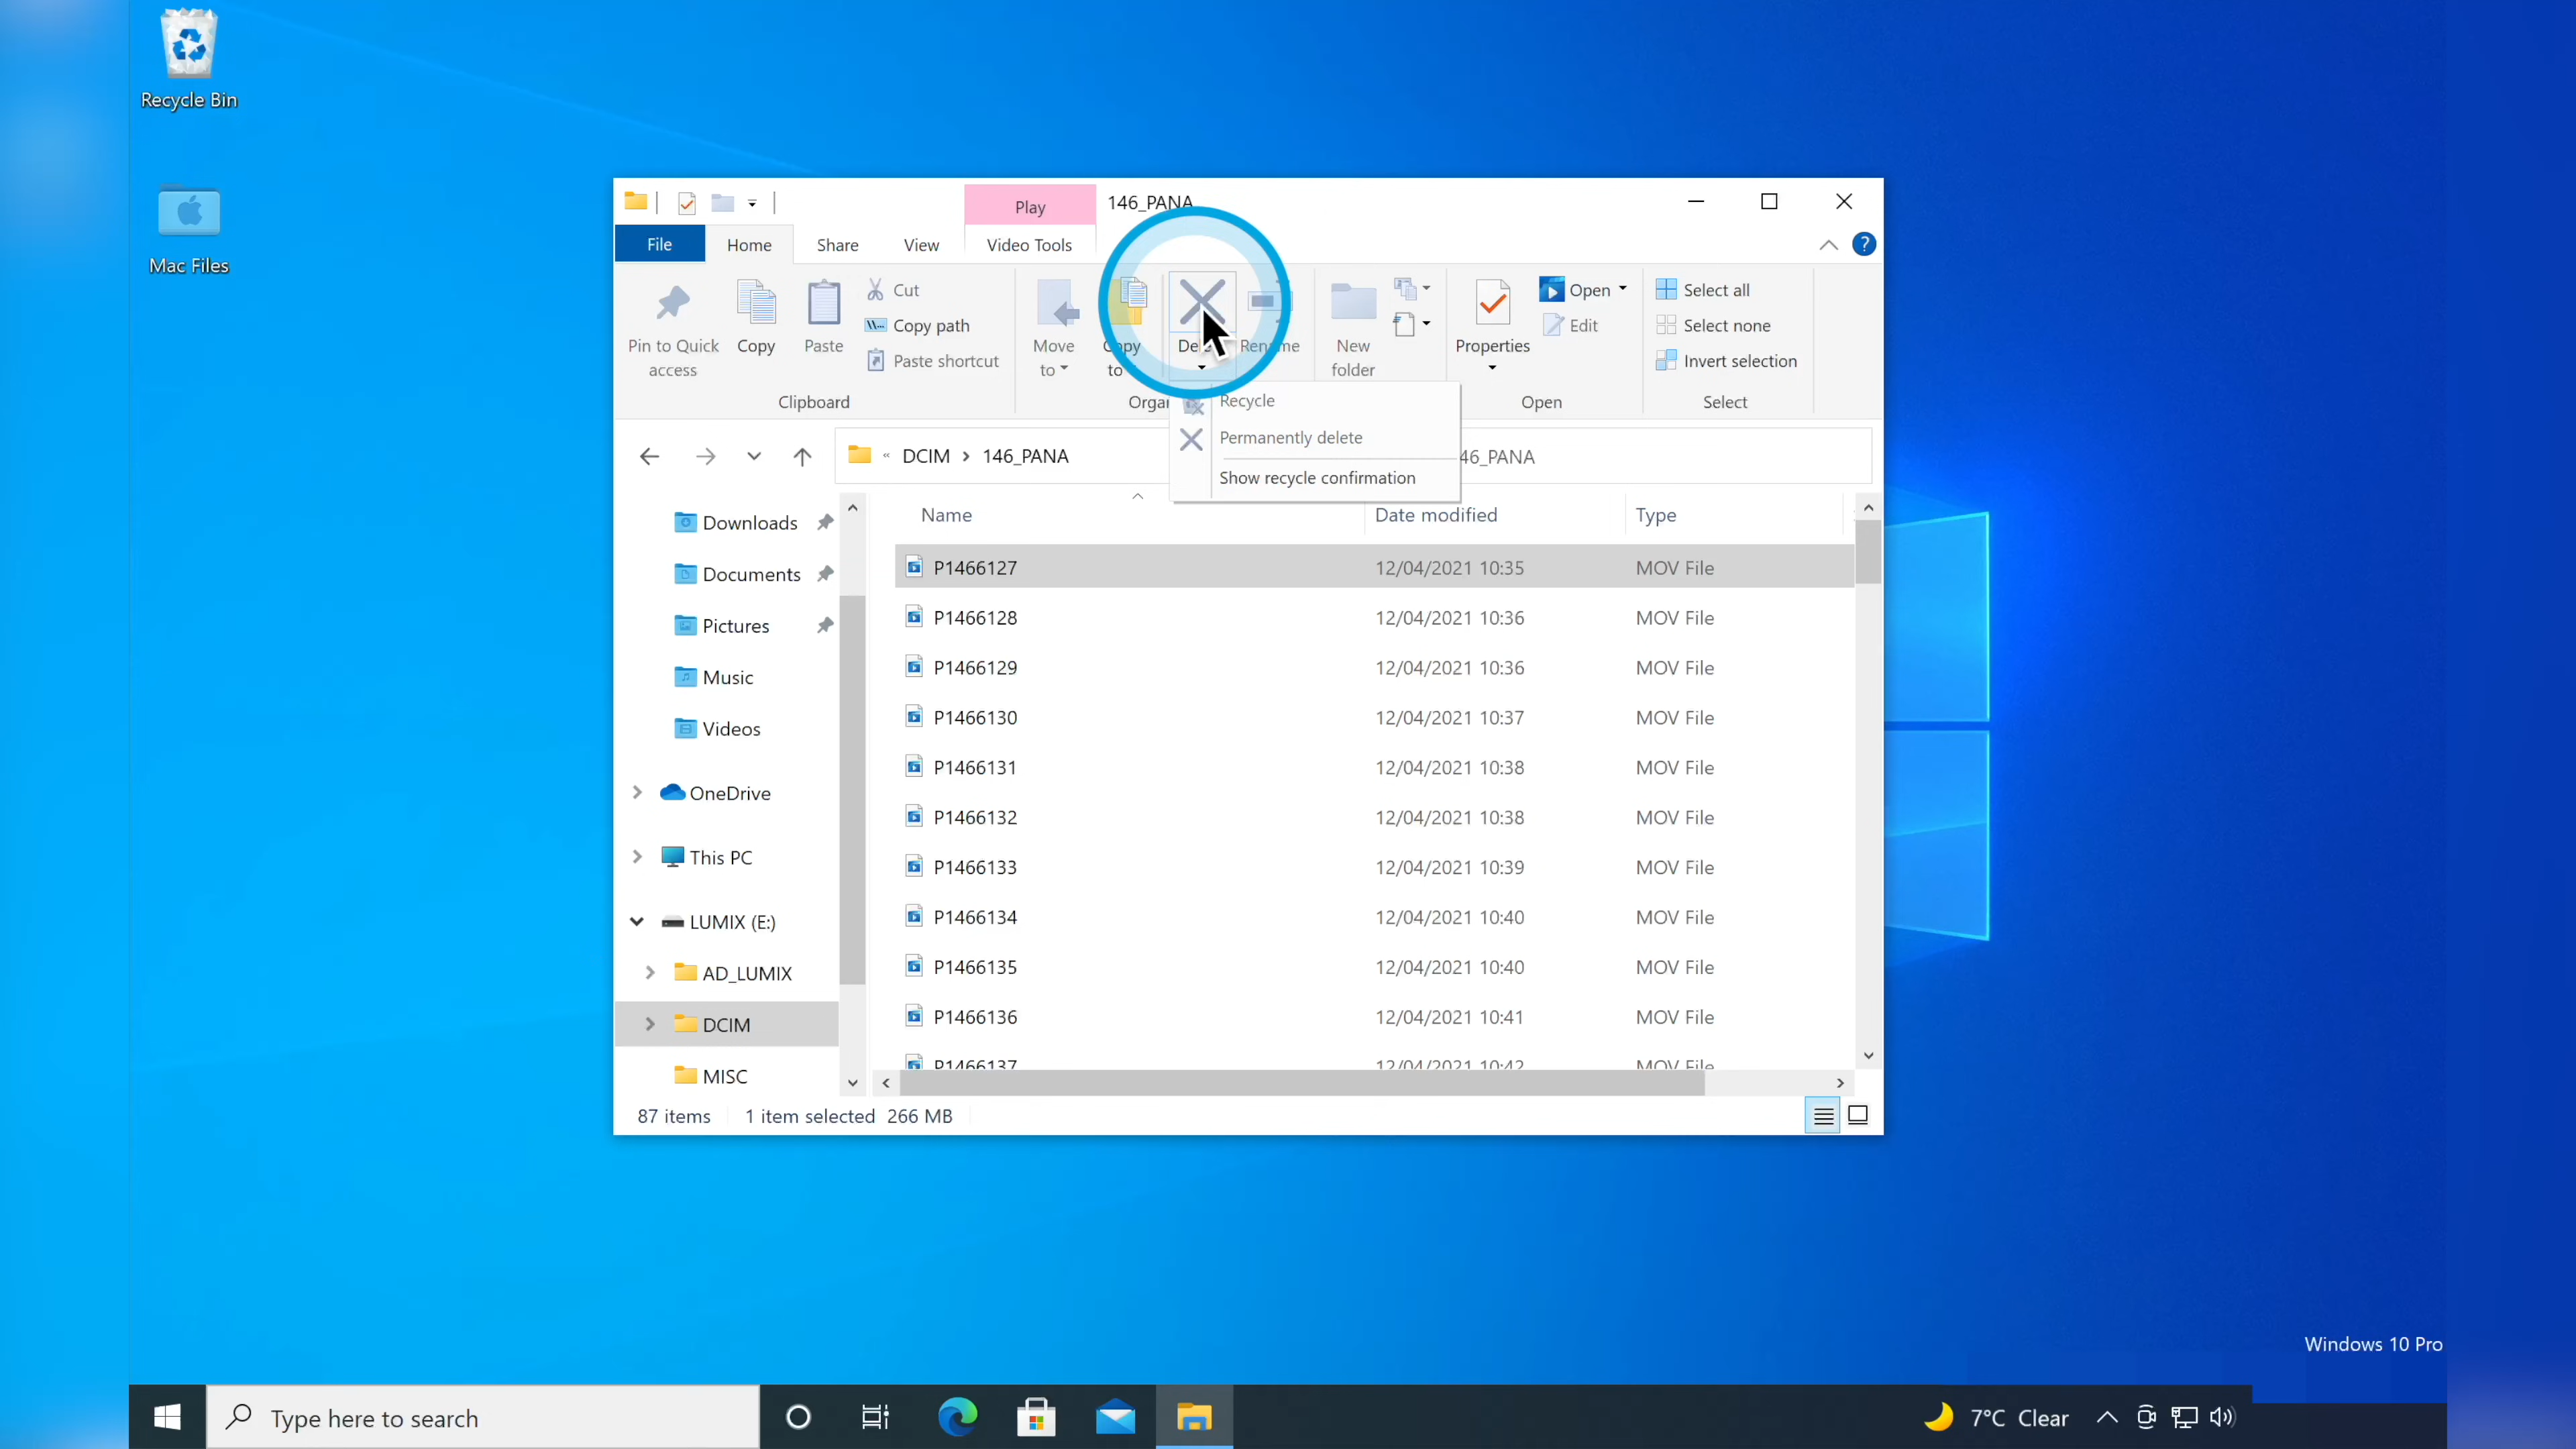 Recycle Bin
Mac Files
Play
146_PANA
File
Home
Share
View
Video Tools
Pin to Quick access
Copy
Paste
Cut
Copy path
Paste shortcut
Clipboard
Move to
Copy to
Rename
New folder
Properties
Open
Edit
Open
Select all
Select none
Invert selection
Select
Recycle
Permanently delete
Show recycle confirmation
DCIM
146_PANA
46_PANA
Name
Date modified
Type
Downloads
Documents
Pictures
Music
Videos
OneDrive
This PC
LUMIX (E:)
AD_LUMIX
DCIM
MISC
P1466127 12/04/2021 10:35 MOV File
P1466128 12/04/2021 10:36 MOV File
P1466129 12/04/2021 10:36 MOV File
P1466130 12/04/2021 10:37 MOV File
P1466131 12/04/2021 10:38 MOV File
P1466132 12/04/2021 10:38 MOV File
P1466133 12/04/2021 10:39 MOV File
P1466134 12/04/2021 10:40 MOV File
P1466135 12/04/2021 10:40 MOV File
P1466136 12/04/2021 10:41 MOV File
P1466137 12/04/2021 10:42 MOV File
87 items
1 item selected 266 MB
Windows 10 Pro
Type here to search
7°C Clear